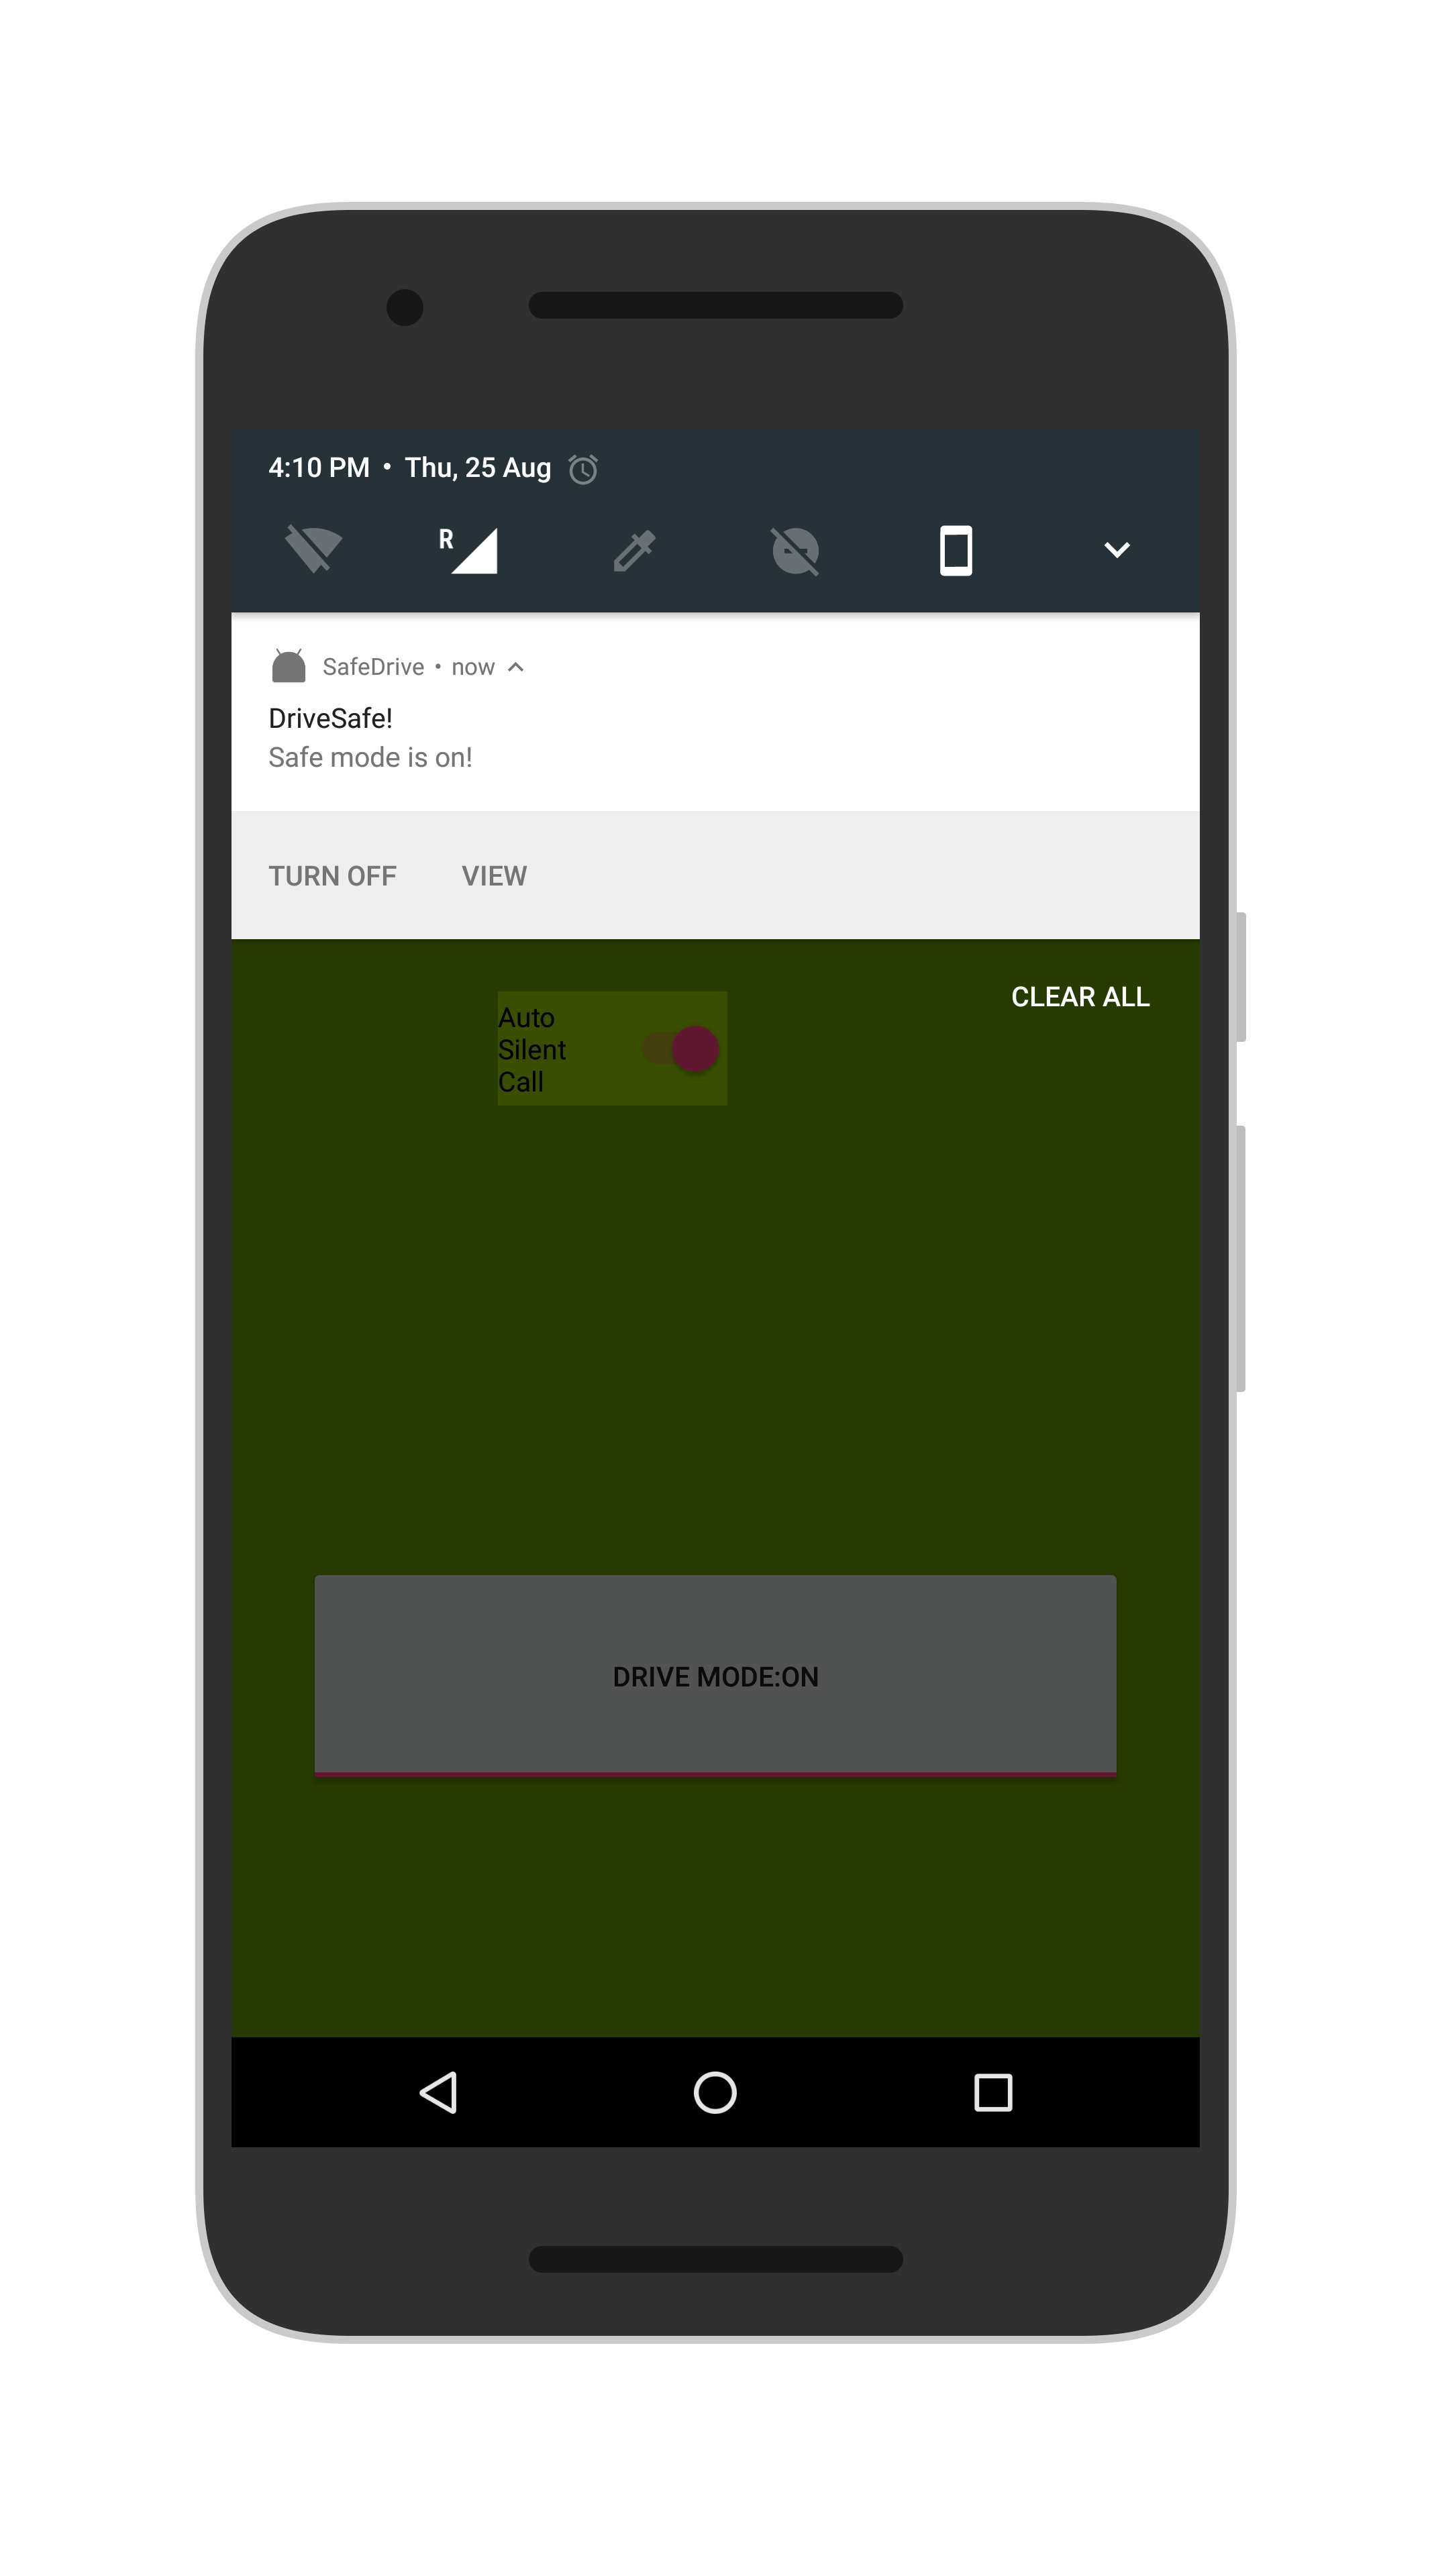 4:10 PM • Thu, 25 Aug
R
SafeDrive • now
DriveSafe!
Safe mode is on!
TURN OFF VIEW
CLEAR ALL
Auto
Silent
Call
DRIVE MODE:ON